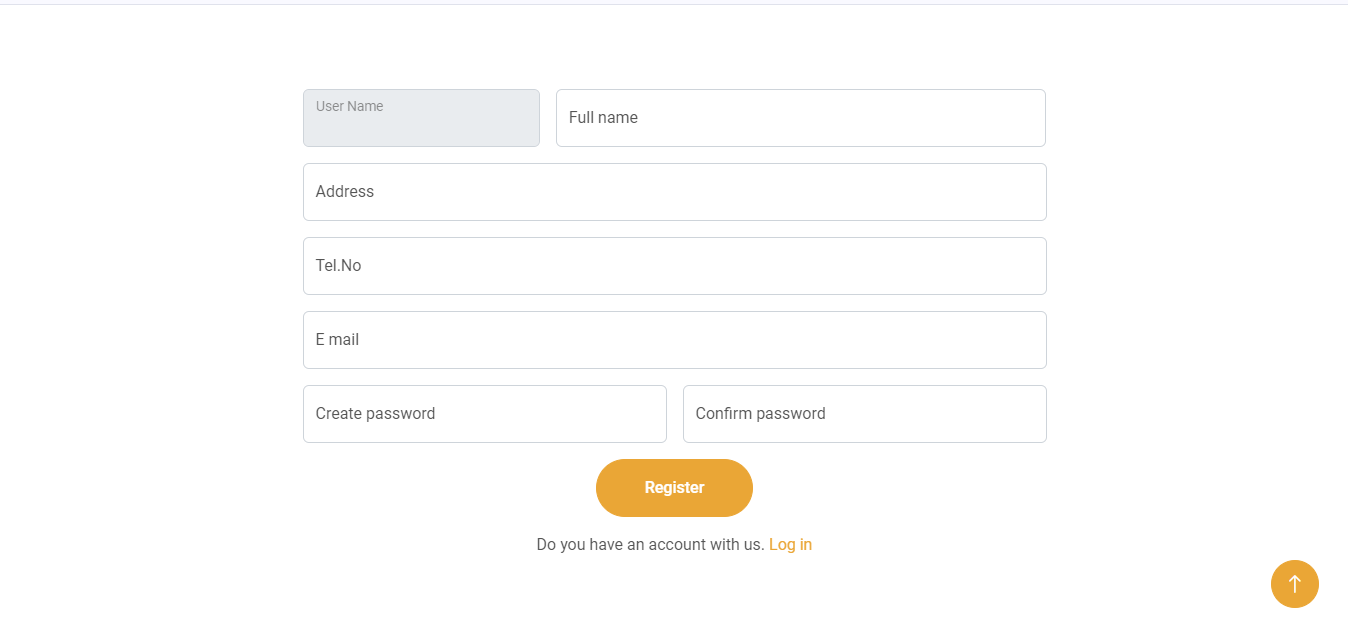 User Name
Full name
Address
Tel.No
E mail
Create password
Confirm password
Register
Do you have an account with us. Log in